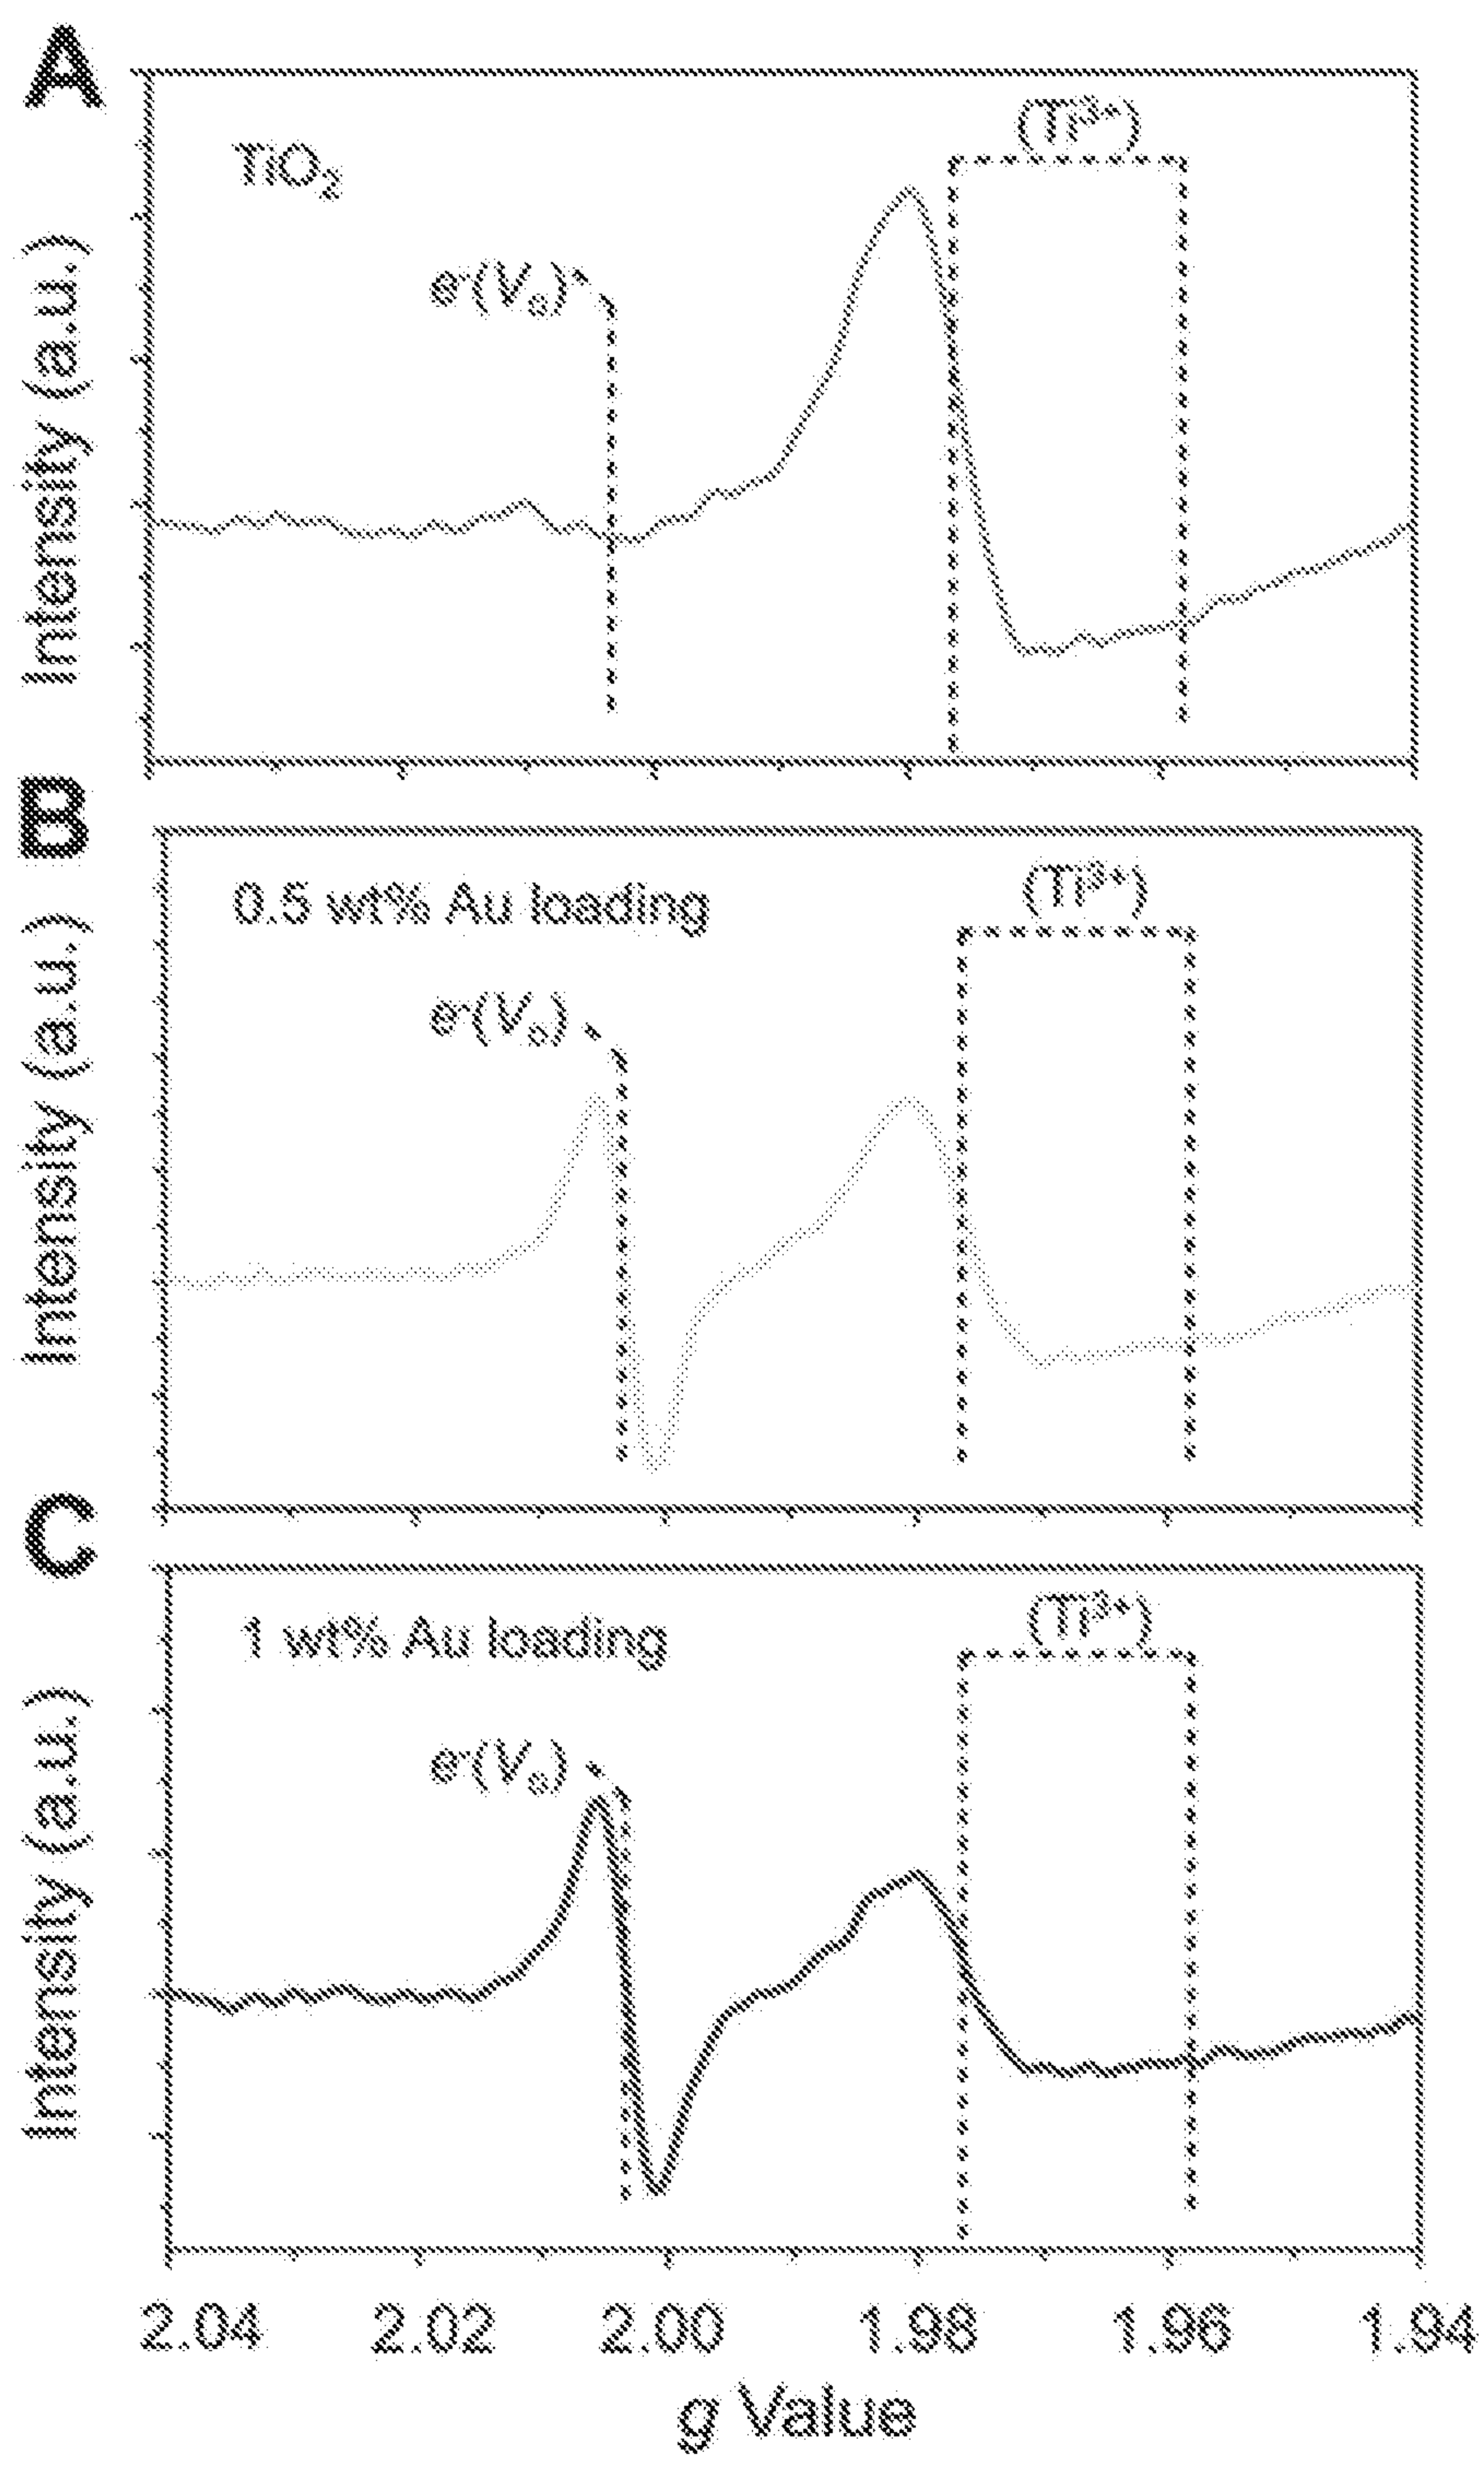 A
TiO₂
(Ti³⁺)
e⁻(Vₒ)
Intensity (a.u.)
B
0.5 wt% Au loading
(Ti³⁺)
e⁻(Vₒ)
Intensity (a.u.)
C
1 wt% Au loading
(Ti³⁺)
e⁻(Vₒ)
Intensity (a.u.)
2.04 2.02 2.00 1.98 1.96 1.94
g Value